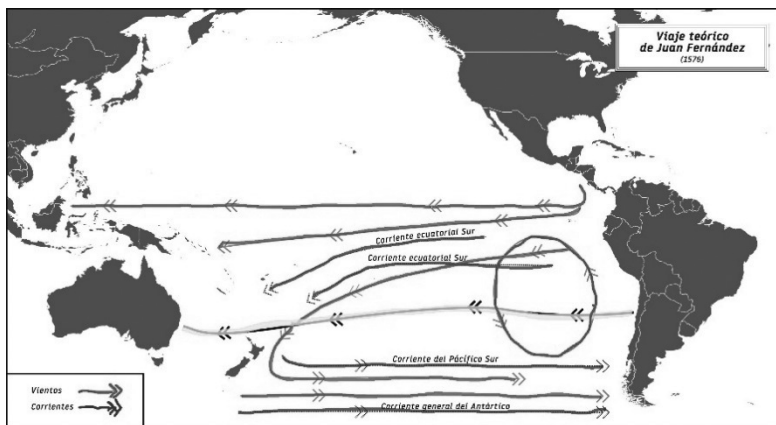 Viaje teórico
de Juan Fernández
(1576)
Corriente ecuatorial Sur
Corriente ecuatorial Sur
Corriente del Pacífico Sur
Corriente general del Antártico
Vientos
Corrientes